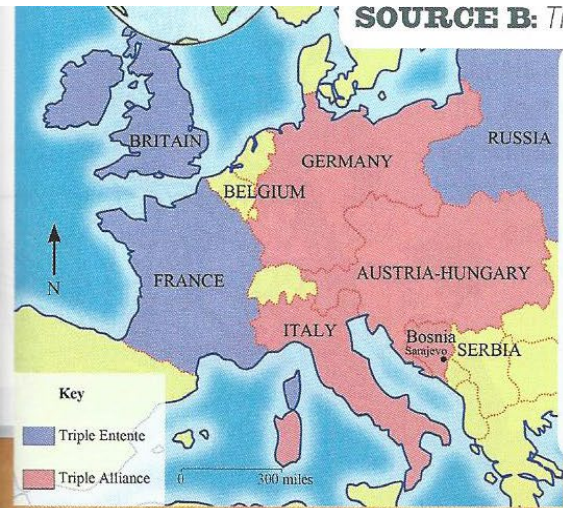 SOURCE B:
BRITAIN
RUSSIA
GERMANY
BELGIUM
N
FRANCE
AUSTRIA-HUNGARY
ITALY
Bosnia
Sarajevo
SERBIA
Key
Triple Entente
Triple Alliance
0 300 miles